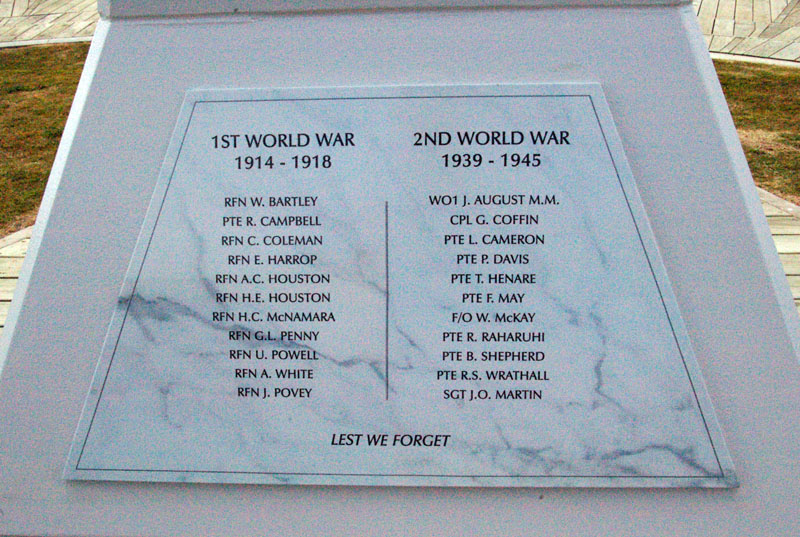 1ST WORLD WAR
1914 - 1918
RFN W. BARTLEY
PTE R. CAMPBELL
RFN C. COLEMAN
RFN E. HARROP
RFN A.C. HOUSTON
RFN H.E. HOUSTON
RFN H.C. McNAMARA
RFN G.L. PENNY
RFN U. POWELL
RFN A. WHITE
RFN J. POVEY
2ND WORLD WAR
1939 - 1945
WO1 J. AUGUST M.M.
CPL G. COFFIN
PTE L. CAMERON
PTE P. DAVIS
PTE T. HENARE
PTE F. MAY
F/O W. McKAY
PTE R. RAHARUHI
PTE B. SHEPHERD
PTE R.S. WRATHALL
SGT J.O. MARTIN
LEST WE FORGET